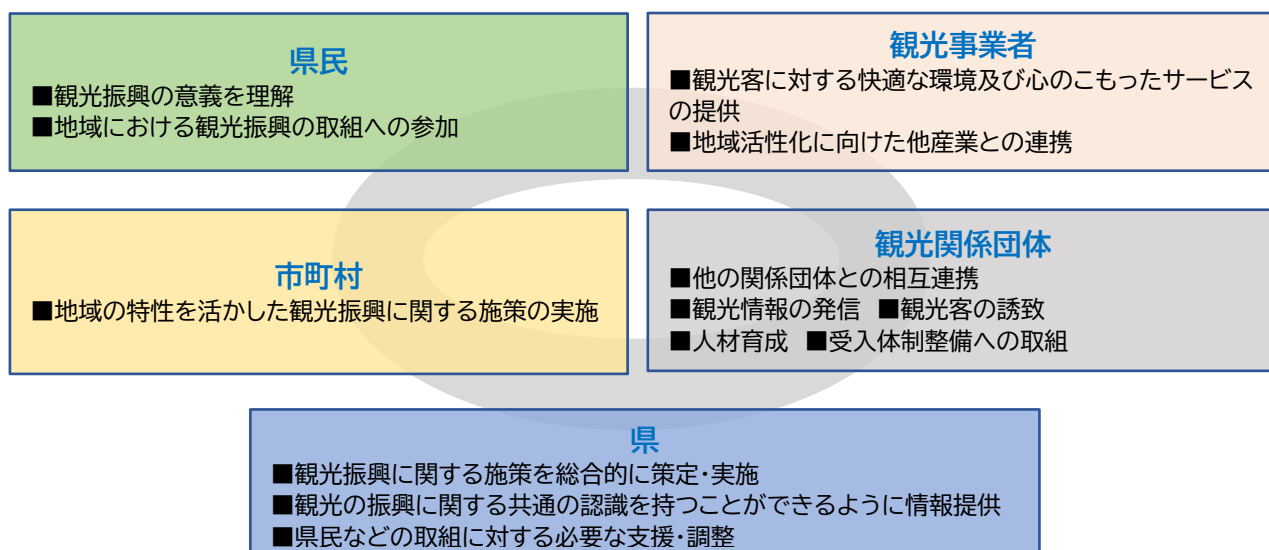 県民
■観光振興の意義を理解
■地域における観光振興の取組への参加
観光事業者
■観光客に対する快適な環境及び心のこもったサービス
の提供
■地域活性化に向けた他産業との連携
市町村
■地域の特性を活かした観光振興に関する施策の実施
観光関係団体
■他の関係団体との相互連携
■観光情報の発信 ■観光客の誘致
■人材育成 ■受入体制整備への取組
県
■観光振興に関する施策を総合的に策定・実施
■観光の振興に関する共通の認識を持つことができるように情報提供
■県民などの取組に対する必要な支援・調整